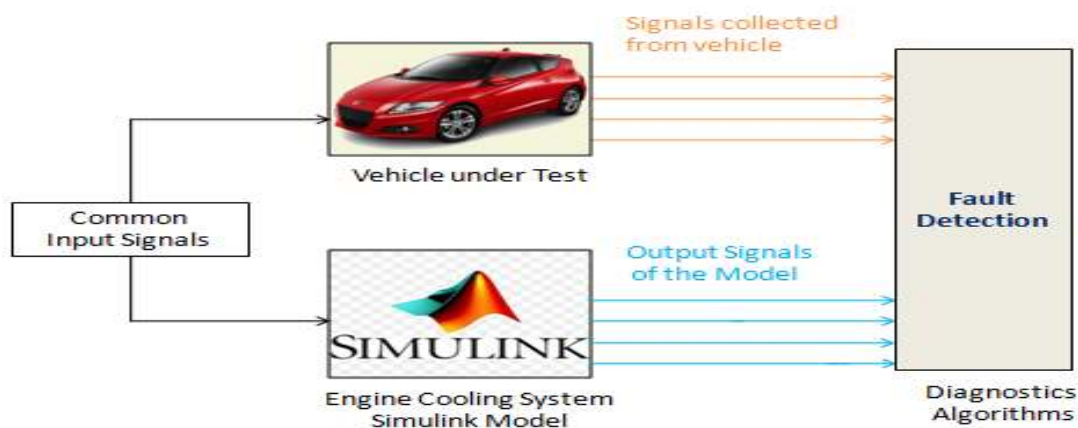 Signals collected
from vehicle
Vehicle under Test
Common
Input Signals
Fault
Detection
Output Signals
of the Model
SIMULINK
Engine Cooling System
Simulink Model
Diagnostics
Algorithms